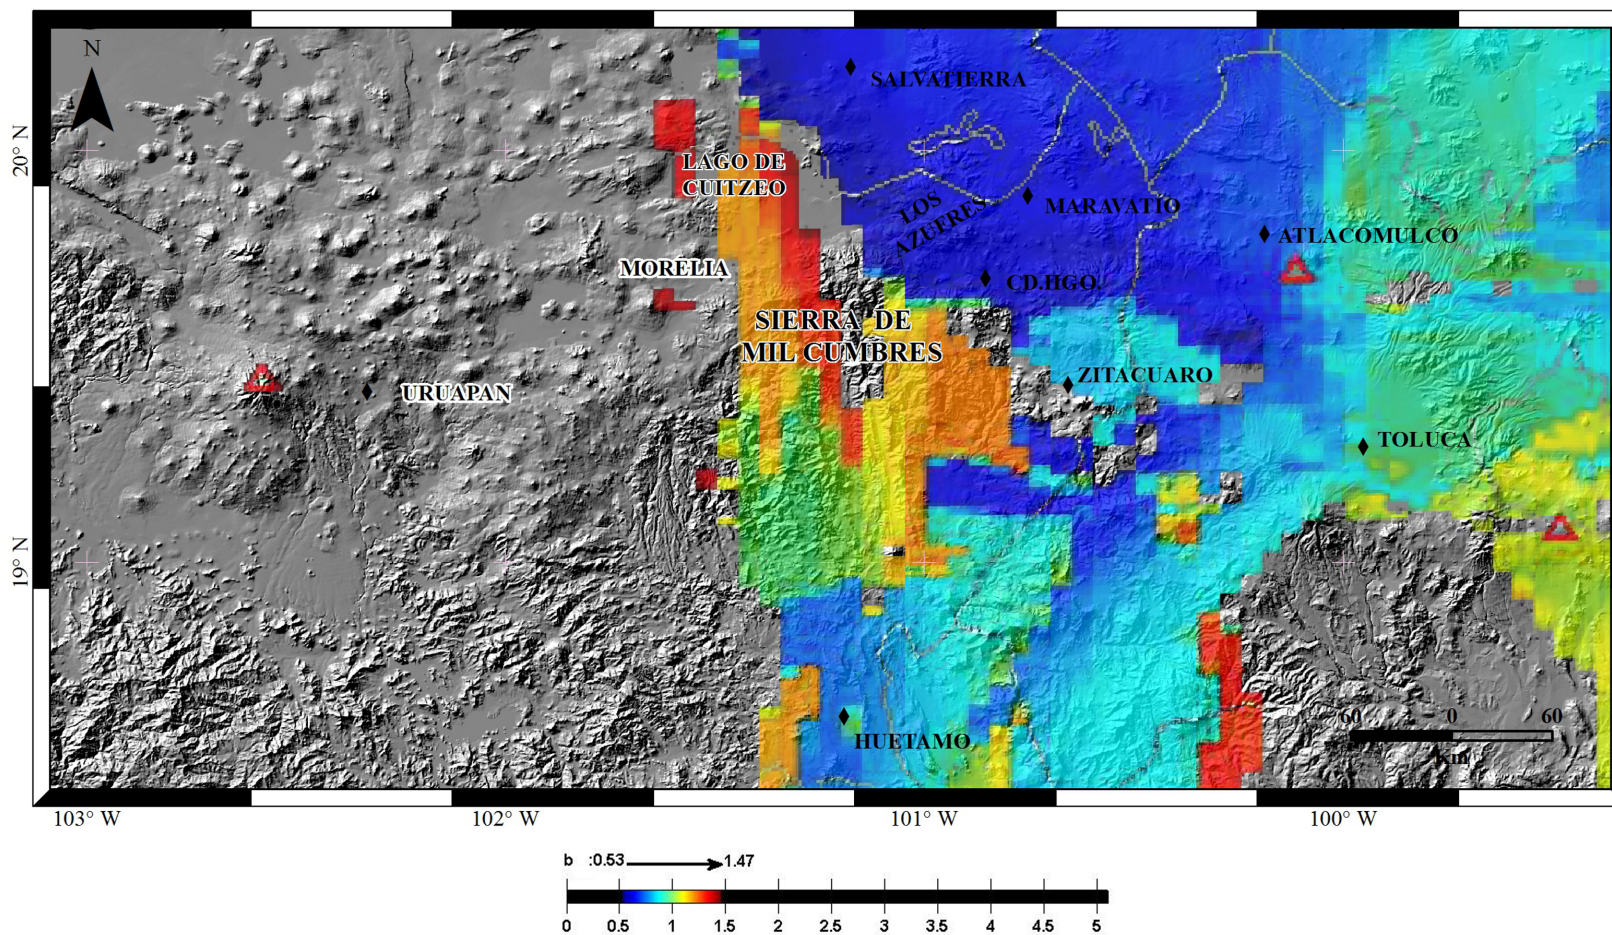 N
SALVATIERRA
20° N
LAGO DE
CUITZEO
LOS
AZUFRES
MARAVATÍO
ATLACOMULCO
MORELIA
CD.HGO.
SIERRA DE
MIL CUMBRES
ZITACUARO
URUAPAN
TOLUCA
19° N
60 0 60
Km
HUETAMO
103° W 102° W 101° W 100° W
b :0.53 1.47
0 0.5 1 1.5 2 2.5 3 3.5 4 4.5 5